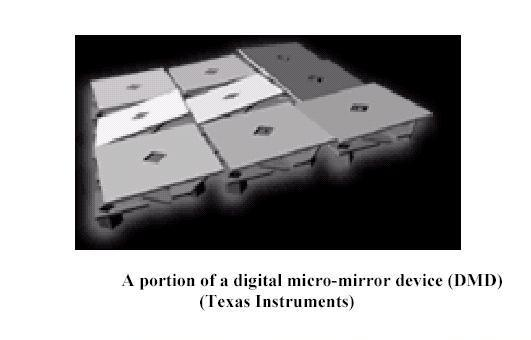 A portion of a digital micro-mirror device (DMD)
(Texas Instruments)